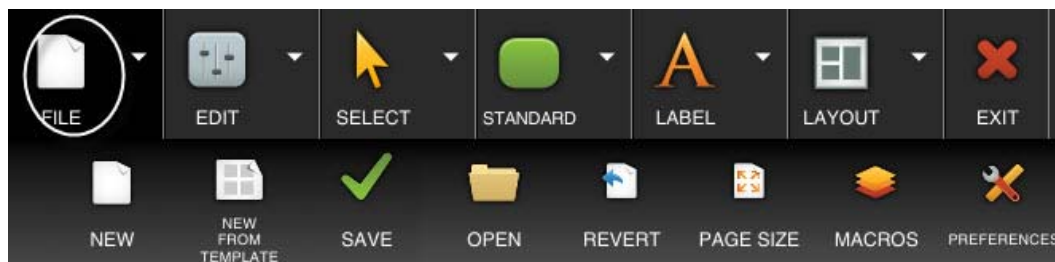 FILE
EDIT
SELECT
STANDARD
LABEL
LAYOUT
EXIT
NEW
NEW
FROM
TEMPLATE
SAVE
OPEN
REVERT
PAGE SIZE
MACROS
PREFERENCES